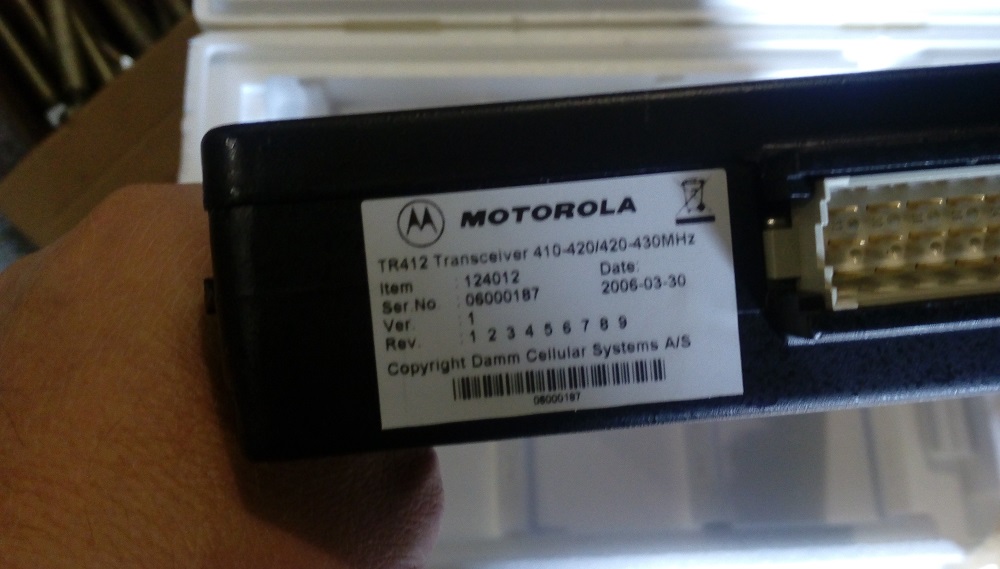 MOTOROLA
TR412 Transceiver 410-420/420-430MHz
Item : 124012 Date:
Ser.No. : 06000187 2006-03-30
Ver. : 1
Rev. : 1 2 3 4 5 6 7 8 9
Copyright Damm Cellular Systems A/S
06000187